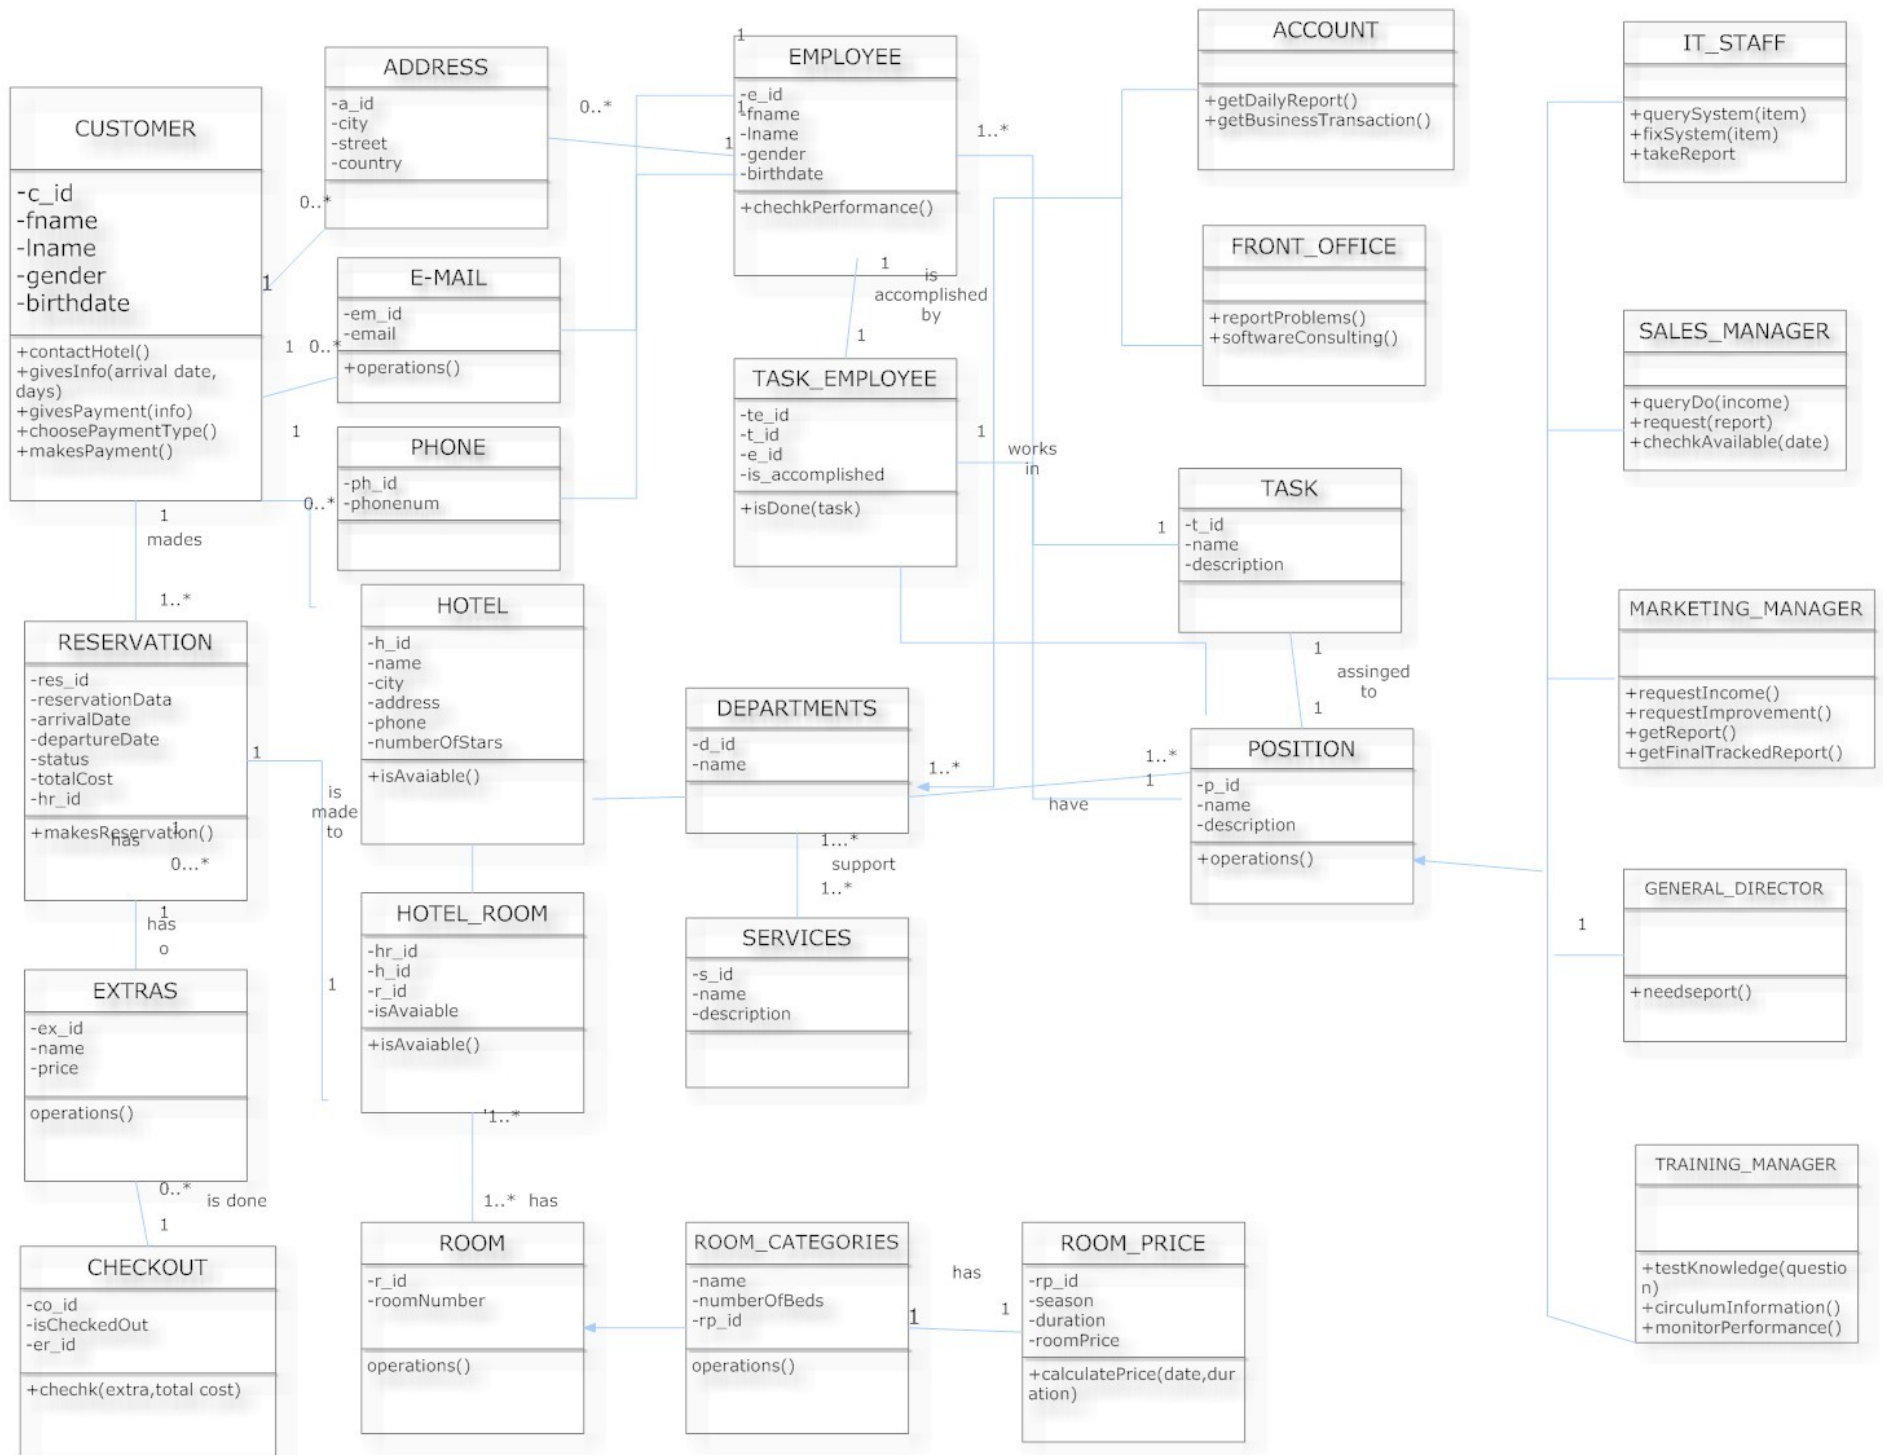 CUSTOMER
-c_id
-fname
-lname
-gender
-birthdate
+contactHotel()
+givesInfo(arrival date,
days)
+givesPayment(info)
+choosePaymentType()
+makesPayment()
ADDRESS
-a_id
-city
-street
-country
0..*
0..*
1
E-MAIL
-em_id
-email
+operations()
1 0..*
PHONE
-ph_id
-phonenum
1
0..*
1
EMPLOYEE
-e_id
-fname
-lname
-gender
-birthdate
+chechkPerformance()
1
1
1..*
1
is
accomplished
by
1
TASK_EMPLOYEE
-te_id
-t_id
-e_id
-is_accomplished
+isDone(task)
1
works
in
ACCOUNT
+getDailyReport()
+getBusinessTransaction()
FRONT_OFFICE
+reportProblems()
+softwareConsulting()
TASK
-t_id
-name
-description
1
1
assinged
to
1
POSITION
-p_id
-name
-description
+operations()
1..*
1
have
IT_STAFF
+querySystem(item)
+fixSystem(item)
+takeReport
SALES_MANAGER
+queryDo(income)
+request(report)
+chechkAvailable(date)
MARKETING_MANAGER
+requestIncome()
+requestImprovement()
+getReport()
+getFinalTrackedReport()
GENERAL_DIRECTOR
+needseport()
1
TRAINING_MANAGER
+testKnowledge(questio
n)
+circulumInformation()
+monitorPerformance()
1
mades
1..*
RESERVATION
-res_id
-reservationData
-arrivalDate
-departureDate
-status
-totalCost
-hr_id
+makesReservation()
has
1
0...*
1
is
made
to
1
1
has
o
EXTRAS
-ex_id
-name
-price
operations()
0..*
is done
1
CHECKOUT
-co_id
-isCheckedOut
-er_id
+chechk(extra,total cost)
HOTEL
-h_id
-name
-city
-address
-phone
-numberOfStars
+isAvaiable()
HOTEL_ROOM
-hr_id
-h_id
-r_id
-isAvaiable
+isAvaiable()
'1..*
1..* has
ROOM
-r_id
-roomNumber
operations()
DEPARTMENTS
-d_id
-name
1..*
1...*
support
1..*
SERVICES
-s_id
-name
-description
ROOM_CATEGORIES
-name
-numberOfBeds
-rp_id
operations()
has
1
1
ROOM_PRICE
-rp_id
-season
-duration
-roomPrice
+calculatePrice(date,dur
ation)